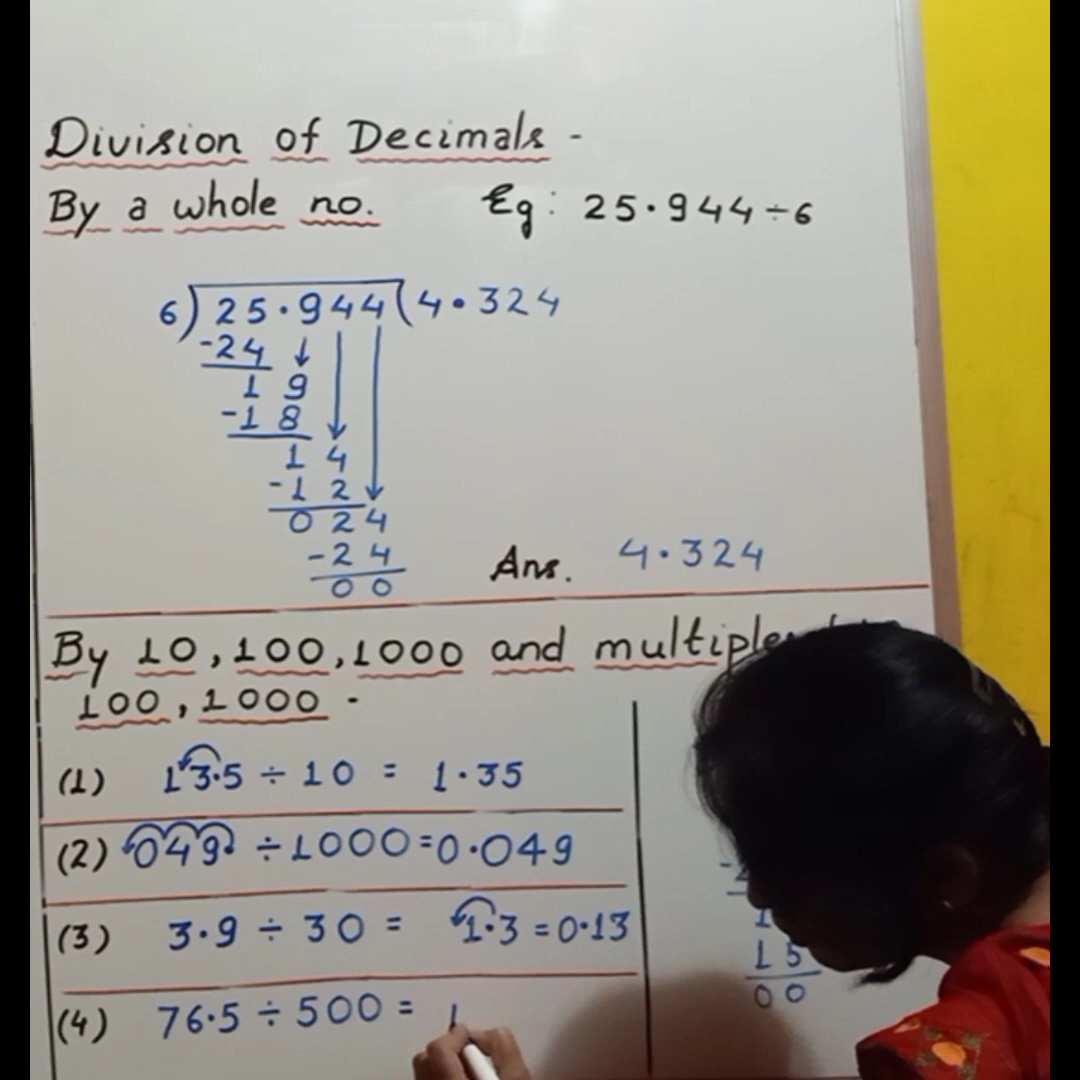 Division of Decimals -
By a whole no. Eg: 25.944÷6
6) 25.944 ( 4.324
-24
19
-18
14
-12
024
-24
00
Ans. 4.324
By 10, 100, 1000 and
100, 1000 -
(1) 13.5 ÷ 10 = 1.35
(2) 049. ÷ 1000 = 0.049
(3) 3.9 ÷ 30 = 1.3 = 0.13
(4) 76.5 ÷ 500 =
15
00